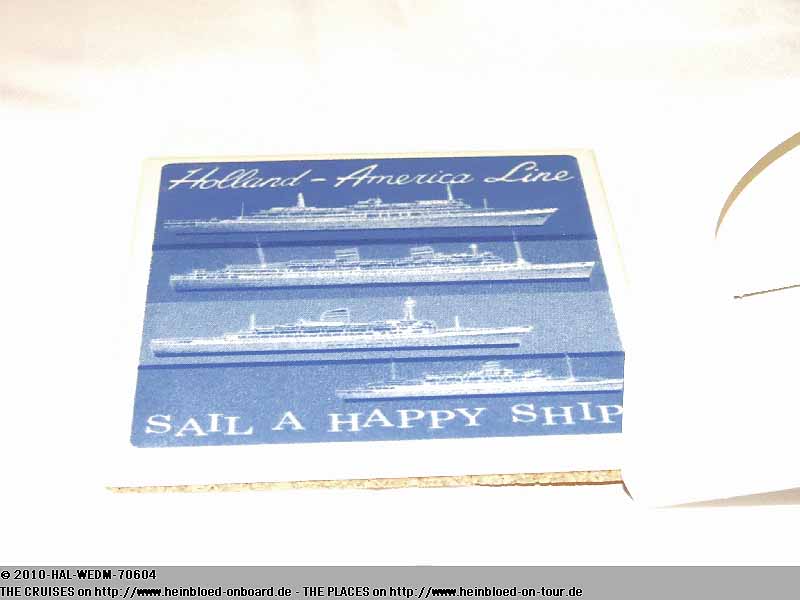 Holland - America Line
SAIL A HAPPY SHIP
© 2010-HAL-WEDM-70604
THE CRUISES on http://www.heinbloed-onboard.de - THE PLACES on http://www.heinbloed-on-tour.de